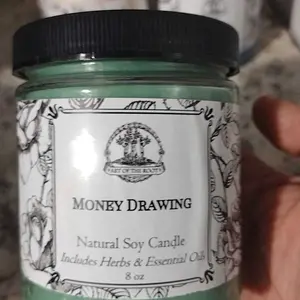 MONEY DRAWING
Natural Soy Candle
Includes Herbs & Essential Oils
8 oz